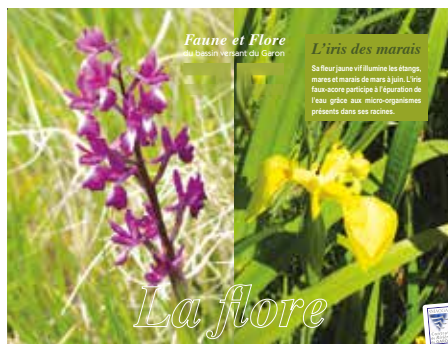 Faune et Flore
du bassin versant du Garon
L'iris des marais
Sa fleur jaune vif illumine les étangs,
mares et marais de mars à juin. L'iris
faux-acore participe à l'épuration de
l'eau grâce aux micro-organismes
présents dans ses racines.
La flore